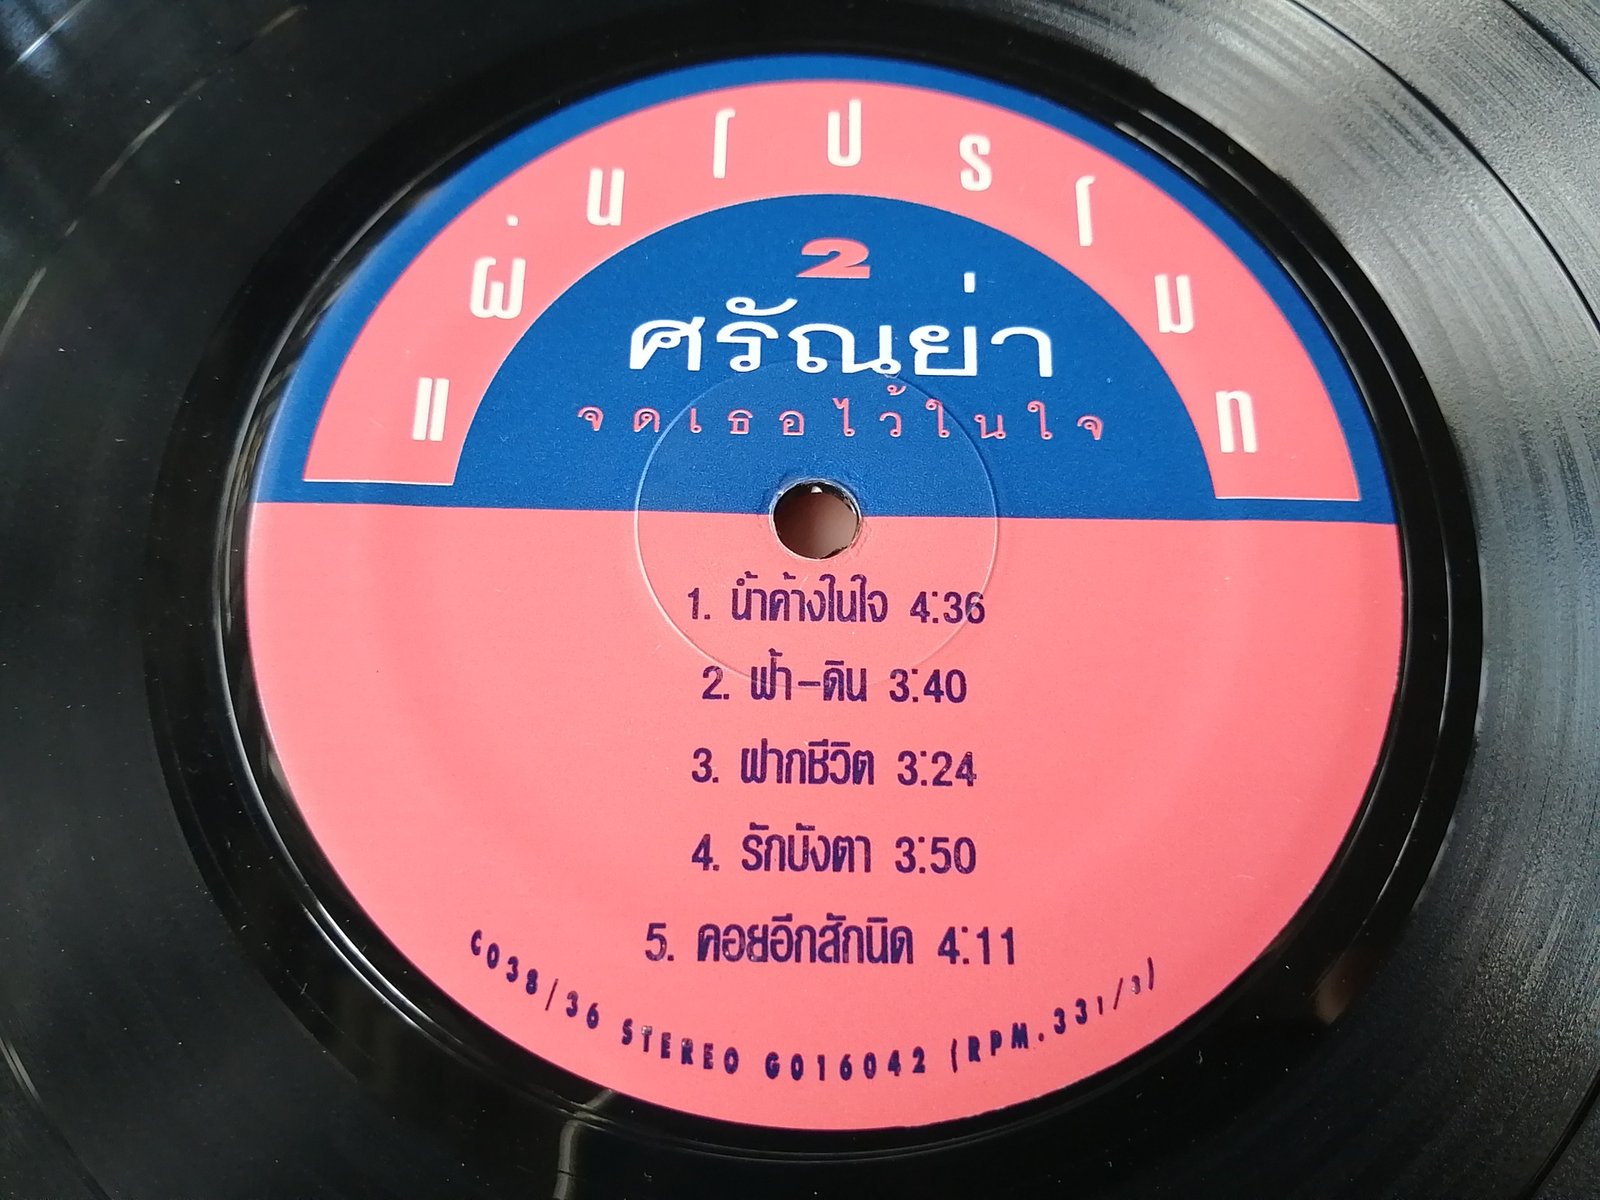 แผ่นโปรโมท
2
ศรัณย่า
จดเธอไว้ในใจ
1. น้ำค้างในใจ 4:36
2. ฟ้า-ดิน 3:40
3. ฝากชีวิต 3:24
4. รักบังตา 3:50
5. คอยอีกสักนิด 4:11
C038/36 STEREO G016042 (RPM.331/3)